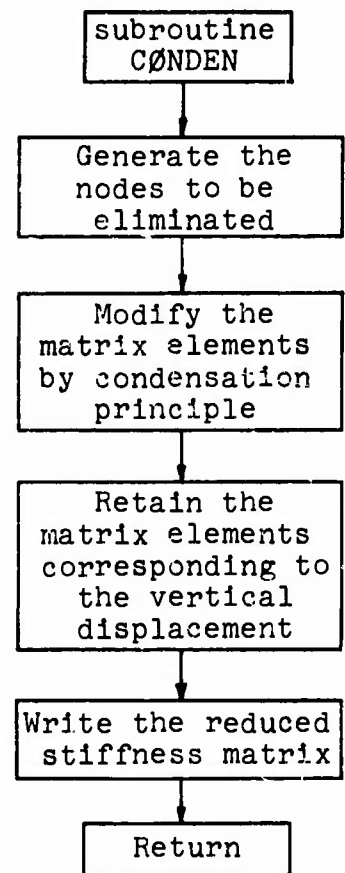 subroutine
CØNDEN
Generate the
nodes to be
eliminated
Modify the
matrix elements
by condensation
principle
Retain the
matrix elements
corresponding to
the vertical
displacement
Write the reduced
stiffness matrix
Return